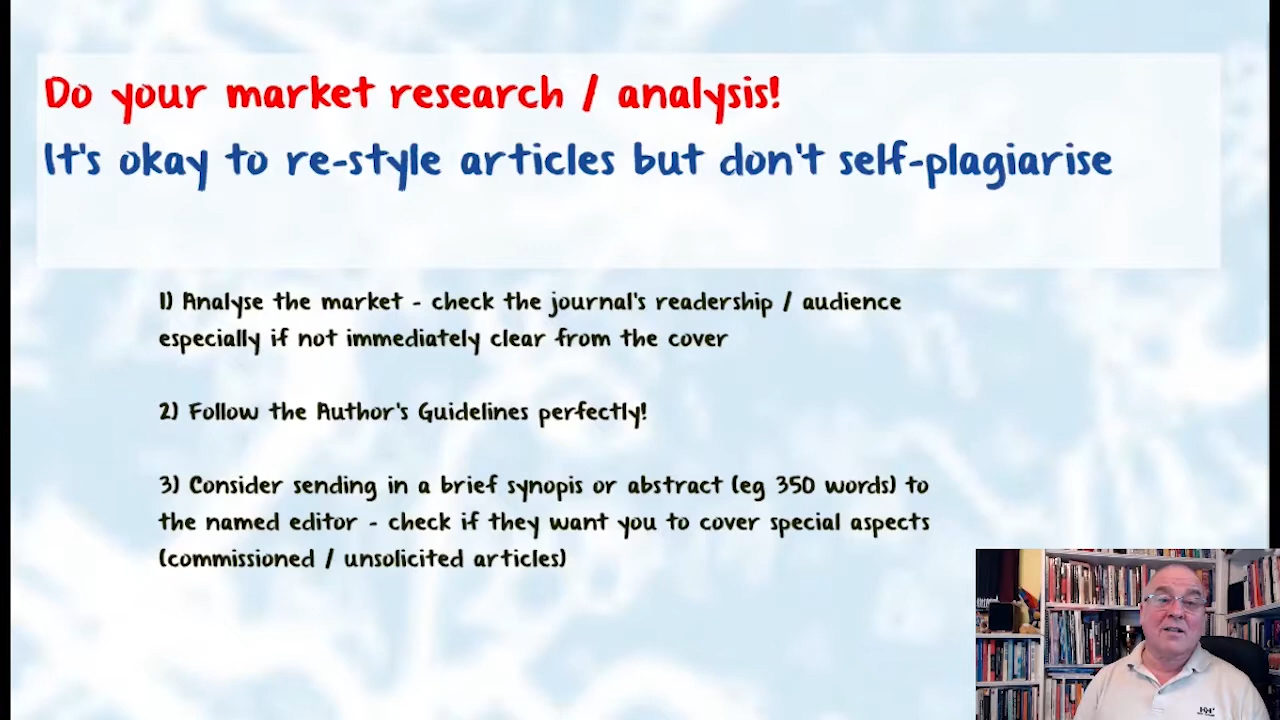 Do your market research / analysis!
It's okay to re-style articles but don't self-plagiarise
1) Analyse the market - check the journal's readership / audience
especially if not immediately clear from the cover
2) Follow the Author's Guidelines perfectly!
3) Consider sending in a brief synopis or abstract (eg 350 words) to
the named editor - check if they want you to cover special aspects
(commissioned / unsolicited articles)